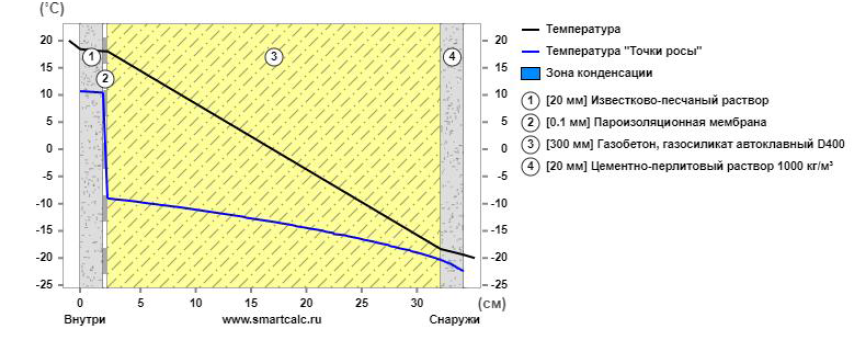 (°C)
20
15
10
5
0
-5
-10
-15
-20
-25
1
2
3
4
20
15
10
5
0
-5
-10
-15
-20
-25
0 5 10 15 20 25 30 (см)
Внутри www.smartcalc.ru Снаружи
Температура
Температура "Точки росы"
Зона конденсации
1 [20 мм] Известково-песчаный раствор
2 [0.1 мм] Пароизоляционная мембрана
3 [300 мм] Газобетон, газосиликат автоклавный D400
4 [20 мм] Цементно-перлитовый раствор 1000 кг/м³